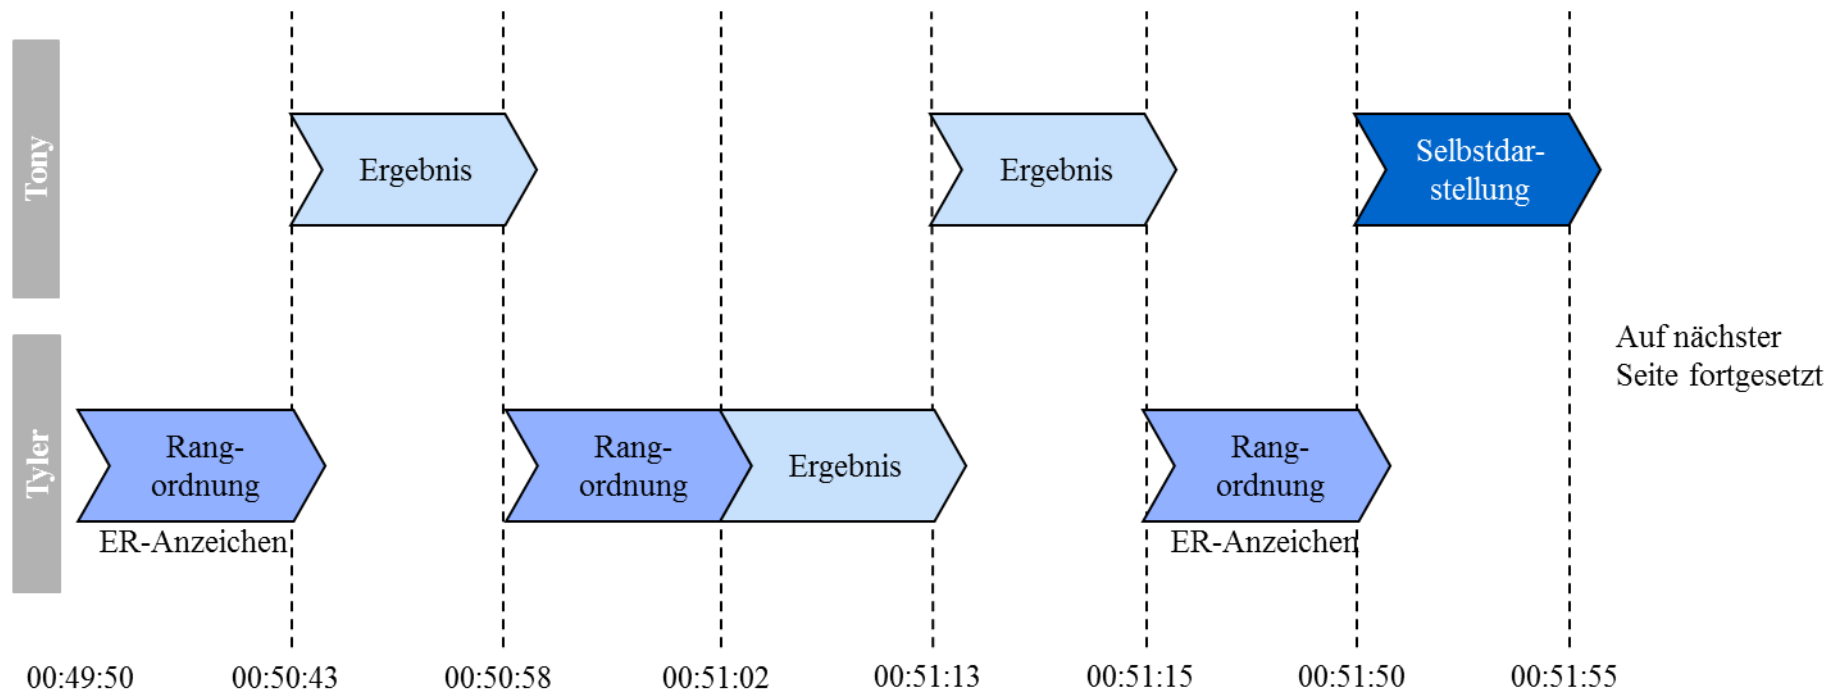 Tony
Ergebnis
Ergebnis
Selbstdar-
stellung
Auf nächster
Seite fortgesetzt
Tyler
Rang-
ordnung
ER-Anzeichen
Rang-
ordnung
Ergebnis
Rang-
ordnung
ER-Anzeichen
00:49:50
00:50:43
00:50:58
00:51:02
00:51:13
00:51:15
00:51:50
00:51:55